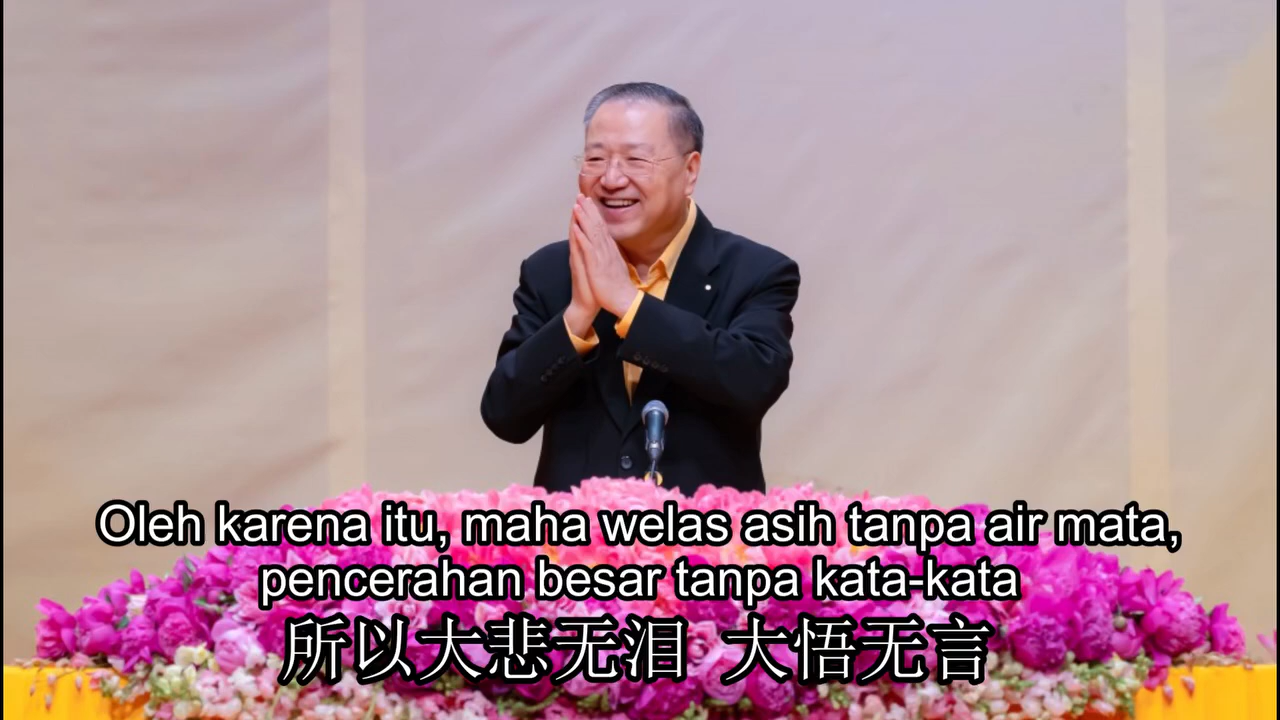 Oleh karena itu, maha welas asih tanpa air mata,
pencerahan besar tanpa kata-kata
所以大悲无泪 大悟无言